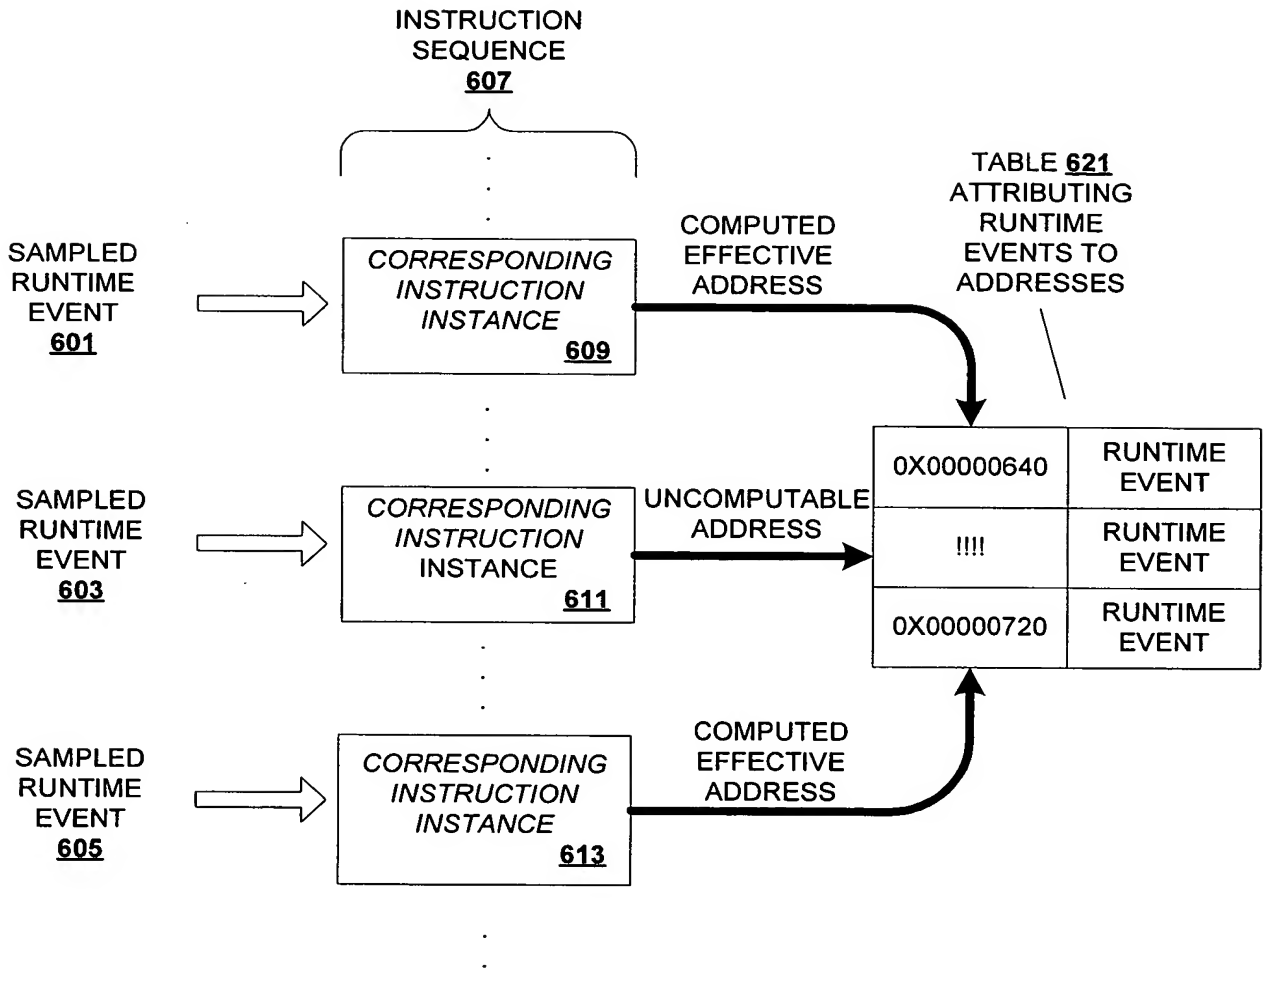 INSTRUCTION
SEQUENCE
607
TABLE 621
ATTRIBUTING
RUNTIME
EVENTS TO
ADDRESSES
SAMPLED
RUNTIME
EVENT
601
CORRESPONDING
INSTRUCTION
INSTANCE
609
COMPUTED
EFFECTIVE
ADDRESS
SAMPLED
RUNTIME
EVENT
603
CORRESPONDING
INSTRUCTION
INSTANCE
611
UNCOMPUTABLE
ADDRESS
0X00000640
RUNTIME
EVENT
!!!!
RUNTIME
EVENT
0X00000720
RUNTIME
EVENT
SAMPLED
RUNTIME
EVENT
605
CORRESPONDING
INSTRUCTION
INSTANCE
613
COMPUTED
EFFECTIVE
ADDRESS